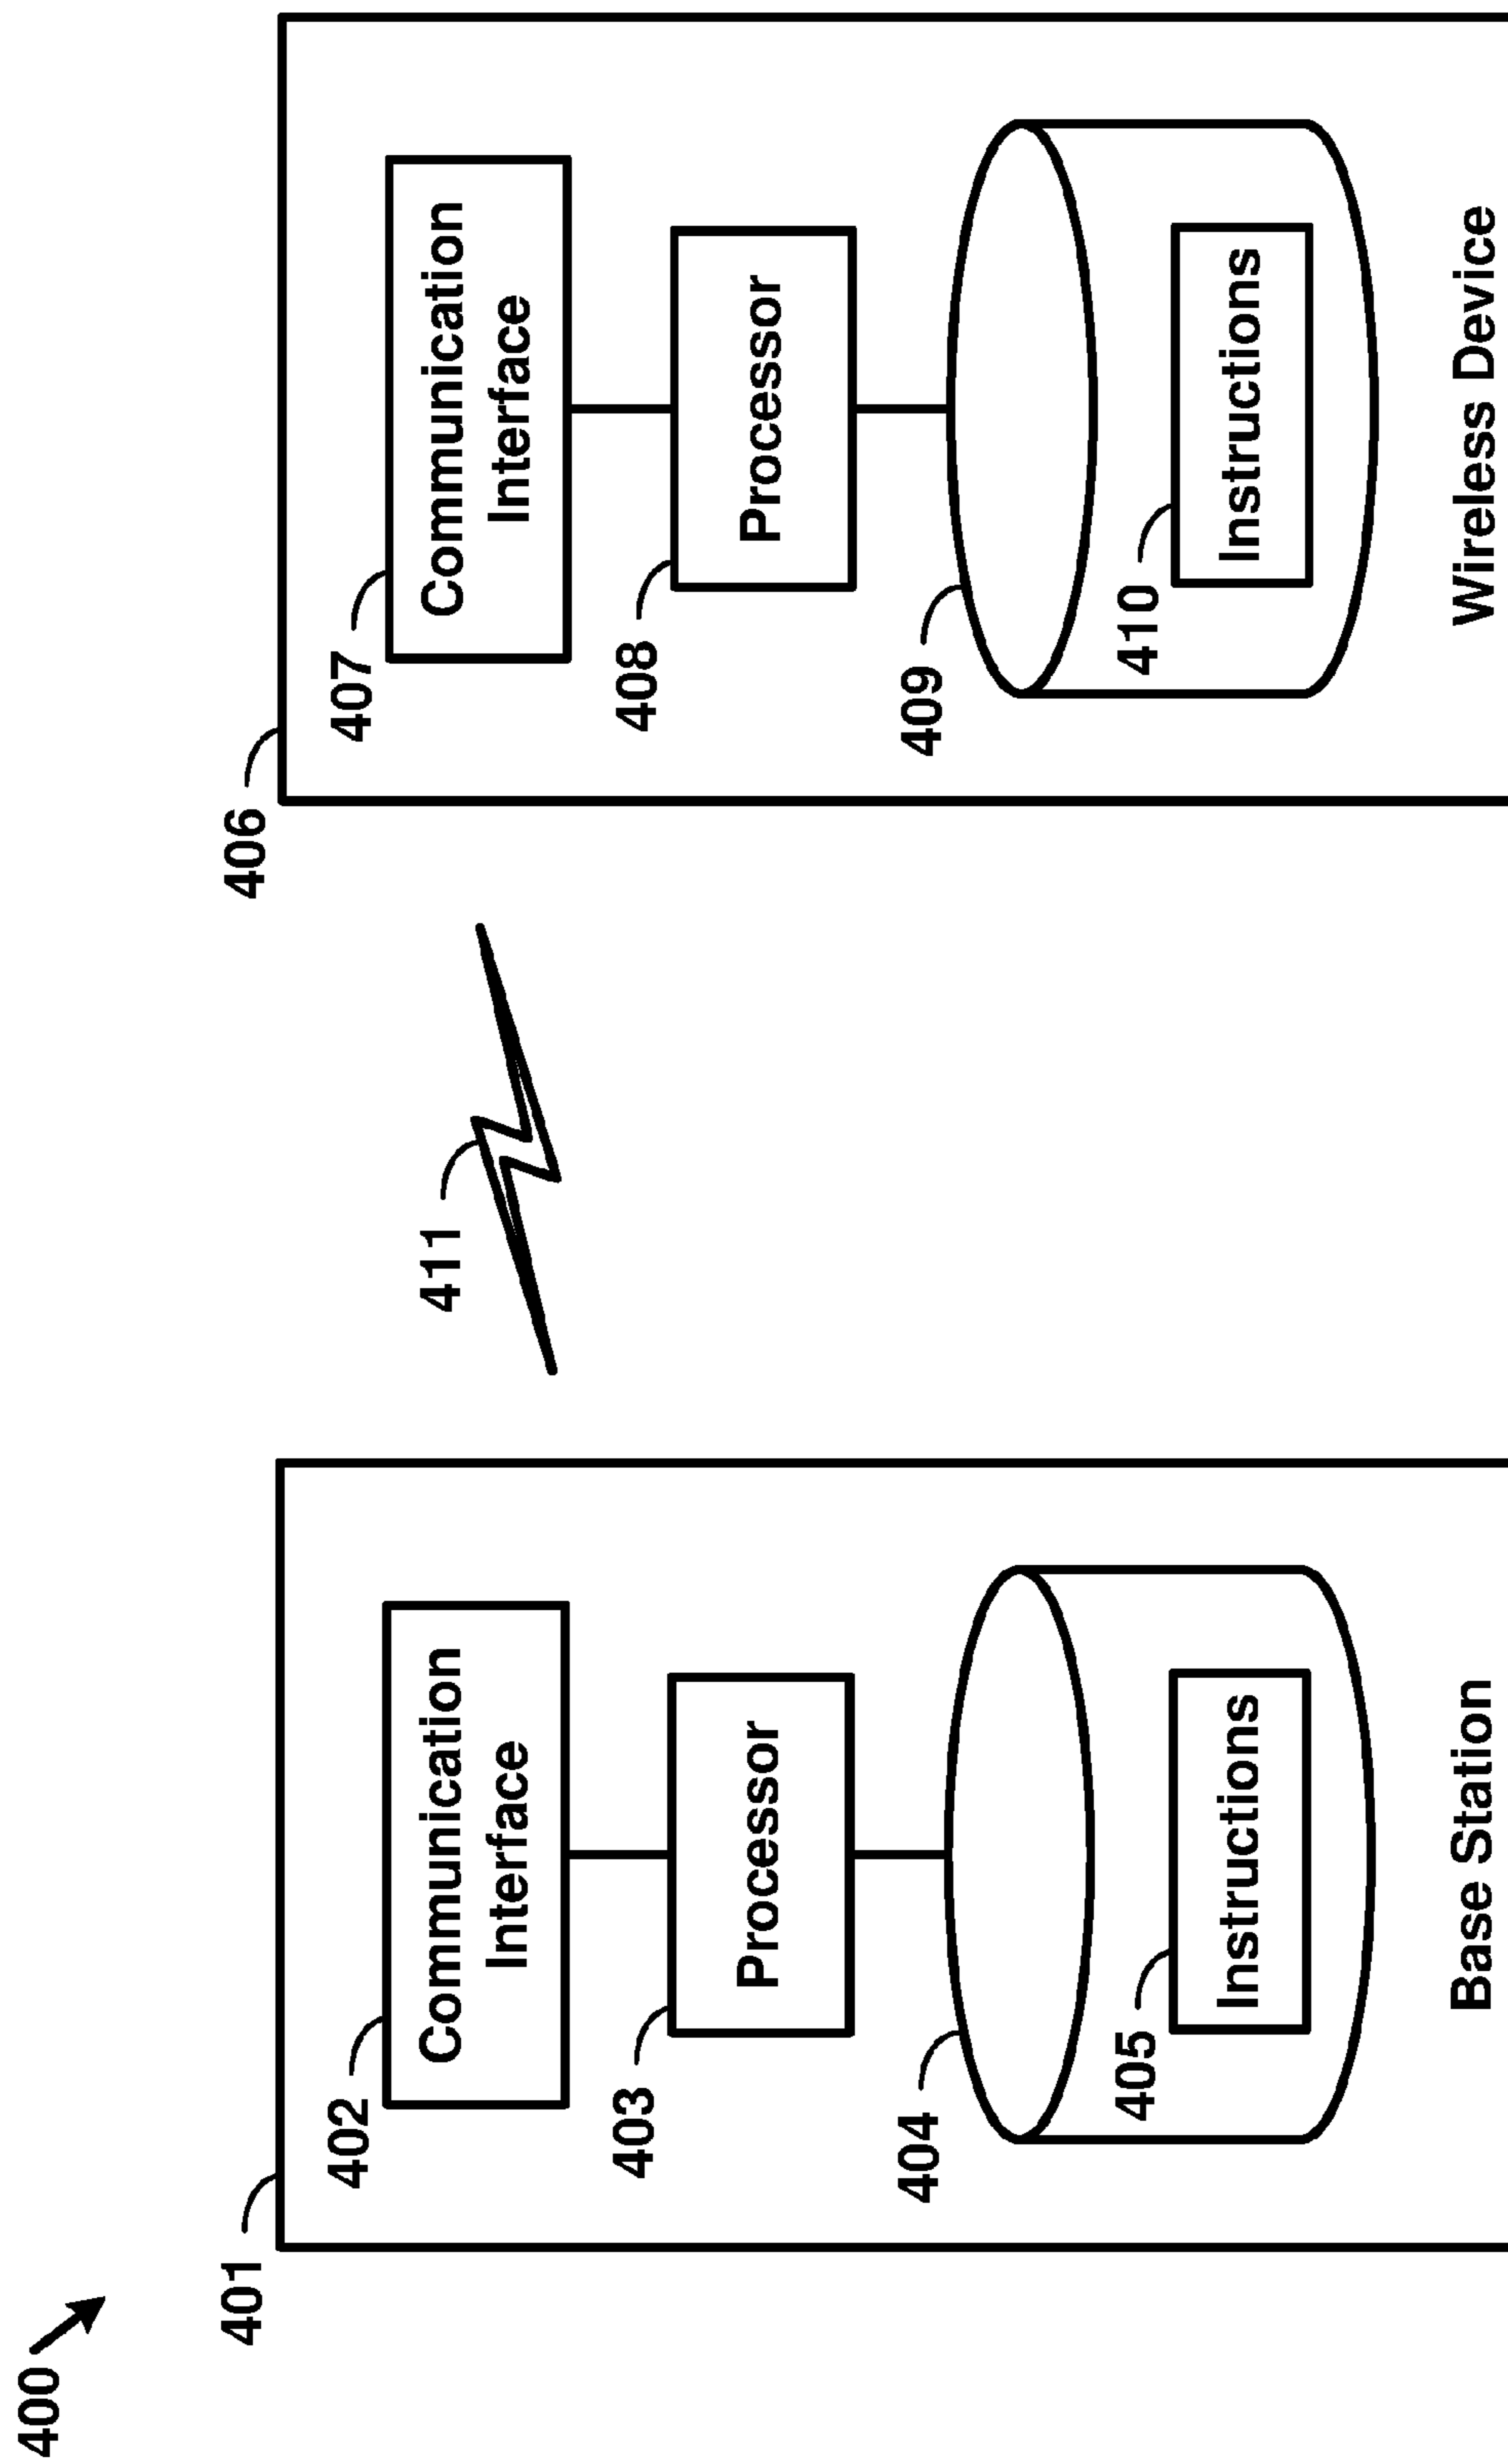 400
401
402
Communication
Interface
403
Processor
404
405
Instructions
Base Station
411
406
407
Communication
Interface
408
Processor
409
410
Instructions
Wireless Device